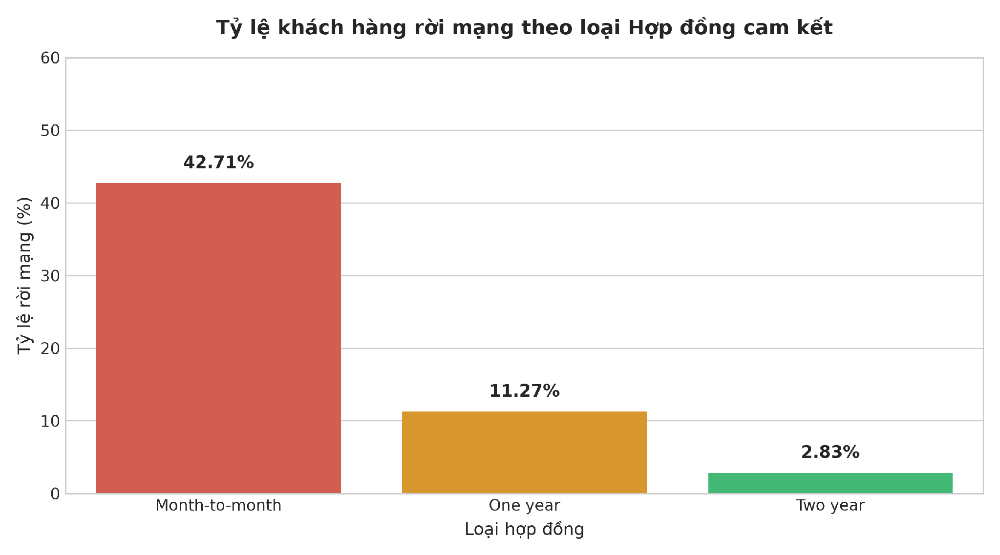 Tỷ lệ khách hàng rời mạng theo loại Hợp đồng cam kết
Tỷ lệ rời mạng (%)
60
50
40
30
20
10
0
42.71%
11.27%
2.83%
Month-to-month
One year
Two year
Loại hợp đồng